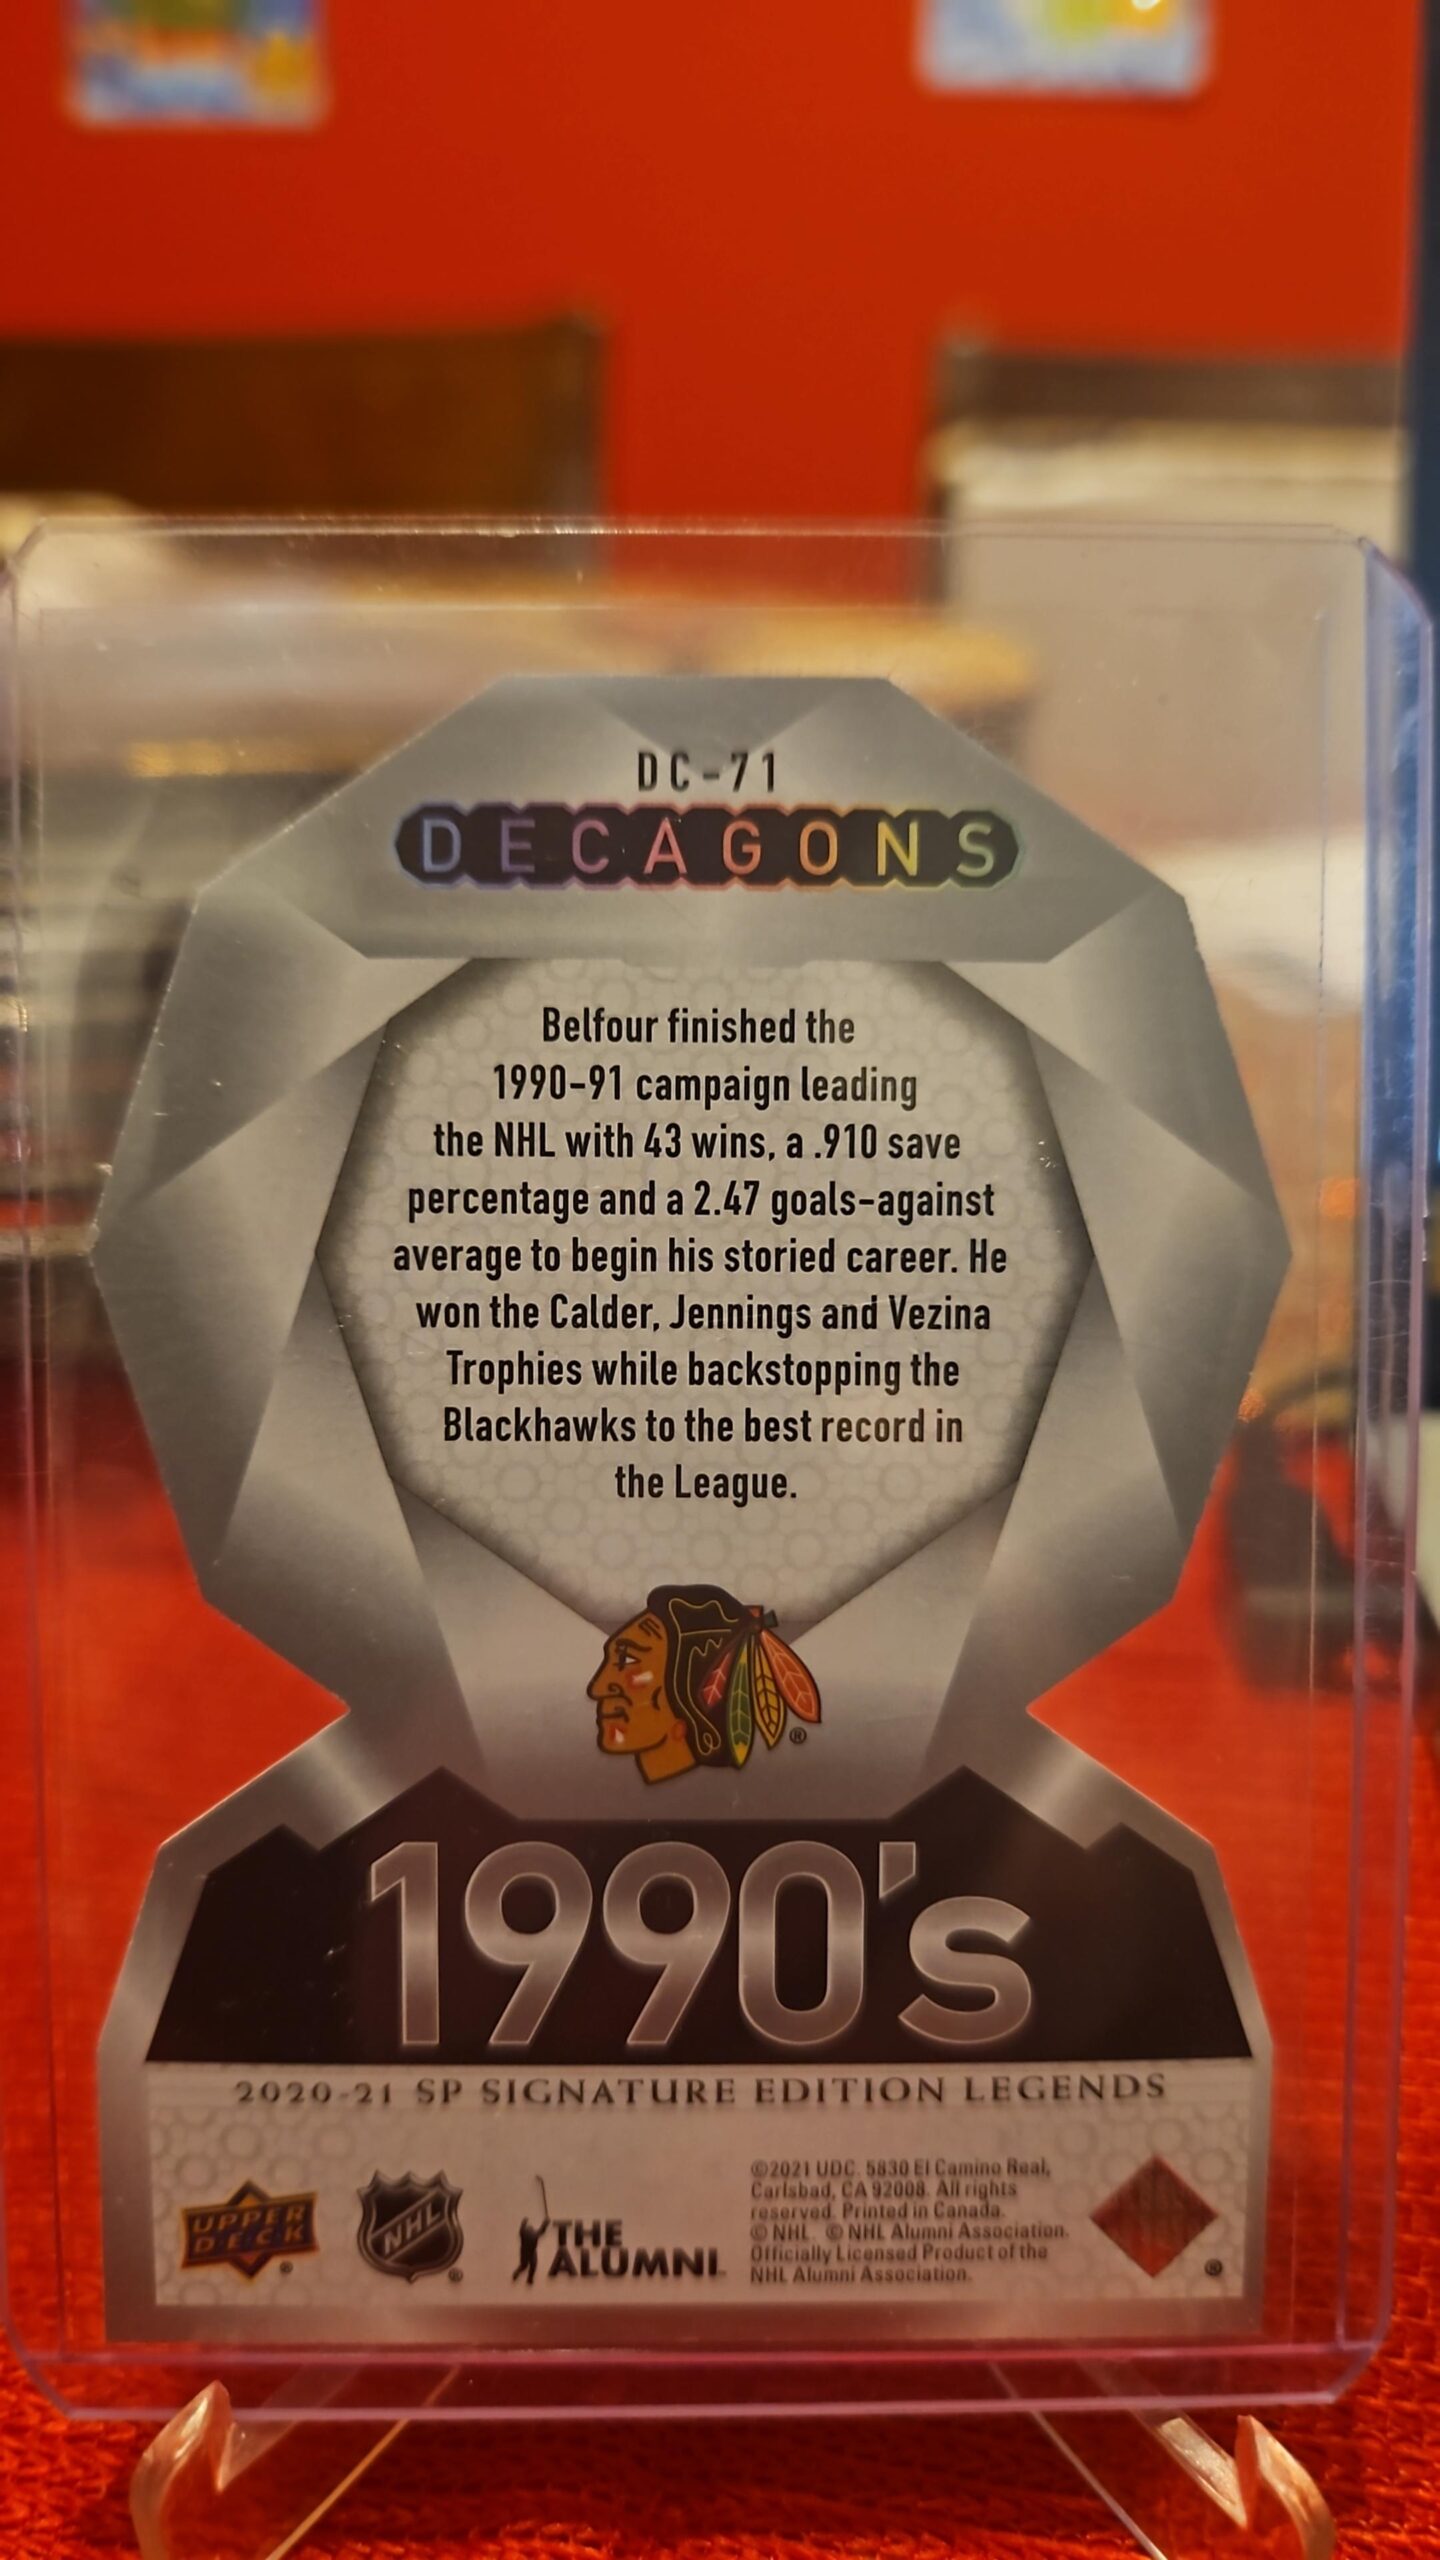 DC-71
DECAGONS
Belfour finished the
1990-91 campaign leading
the NHL with 43 wins, a .910 save
percentage and a 2.47 goals-against
average to begin his storied career. He
won the Calder, Jennings and Vezina
Trophies while backstopping the
Blackhawks to the best record in
the League.
®
1990's
2020-21 SP SIGNATURE EDITION LEGENDS
UPPER
DECK
®
NHL
®
THE
ALUMNI
©2021 UDC. 5830 El Camino Real,
Carlsbad, CA 92008. All rights
reserved. Printed in Canada.
© NHL. © NHL Alumni Association.
Officially Licensed Product of the
NHL Alumni Association.
®